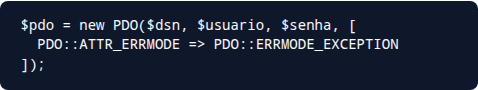 $pdo = new PDO($dsn, $usuario, $senha, [
  PDO::ATTR_ERRMODE => PDO::ERRMODE_EXCEPTION
]);